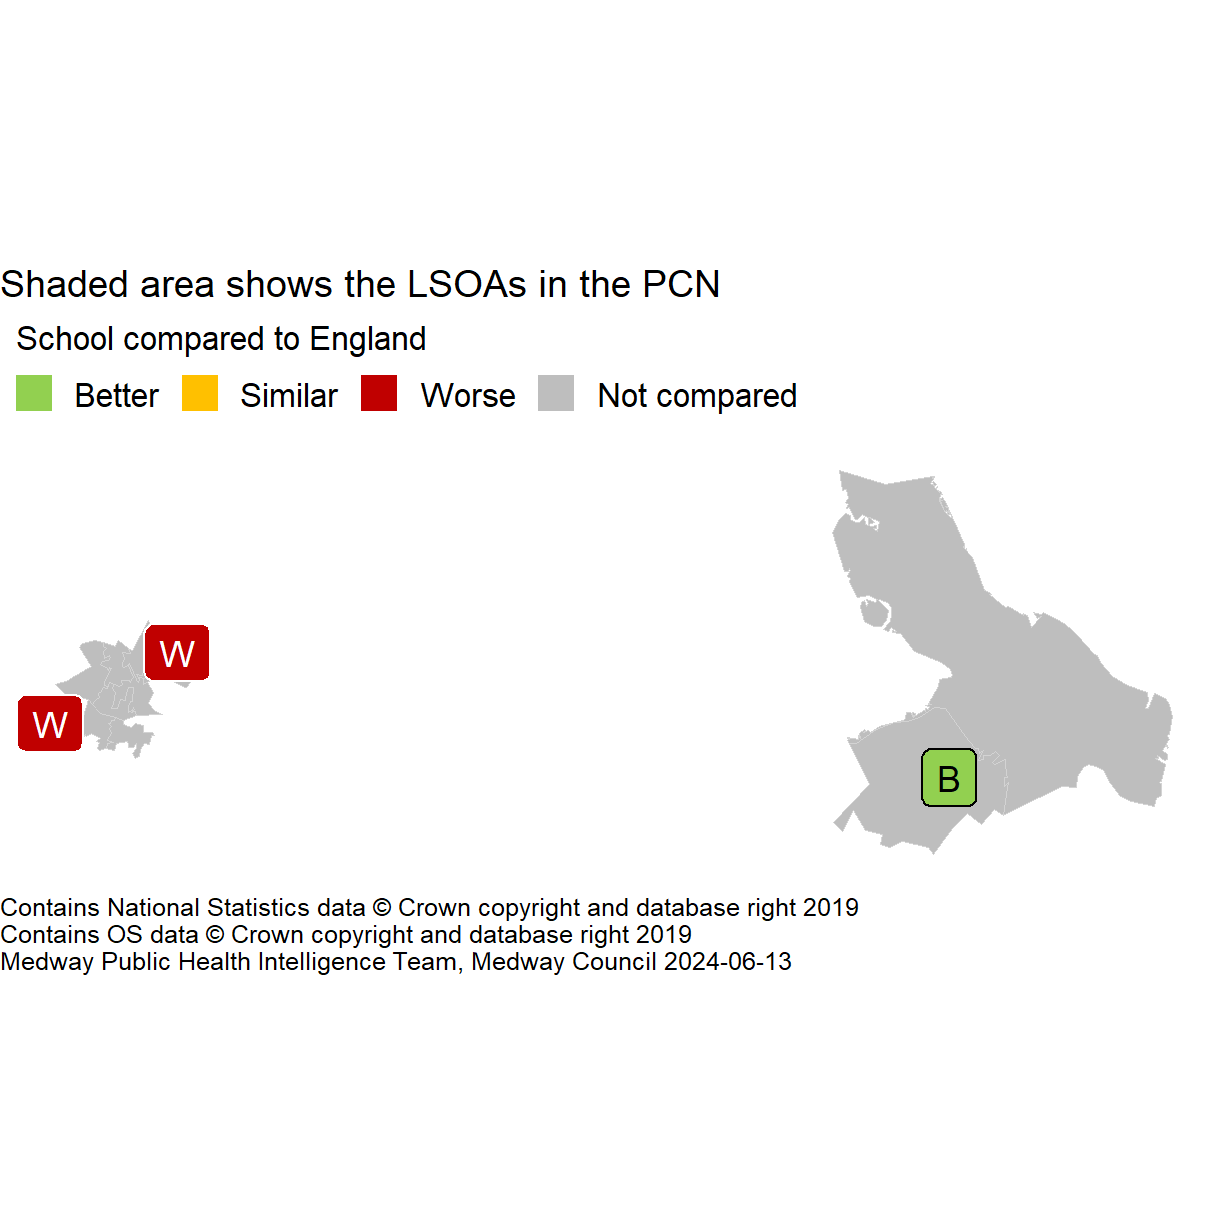 Shaded area shows the LSOAs in the PCN
School compared to England
Better Similar Worse Not compared
W
W
B
Contains National Statistics data © Crown copyright and database right 2019
Contains OS data © Crown copyright and database right 2019
Medway Public Health Intelligence Team, Medway Council 2024-06-13